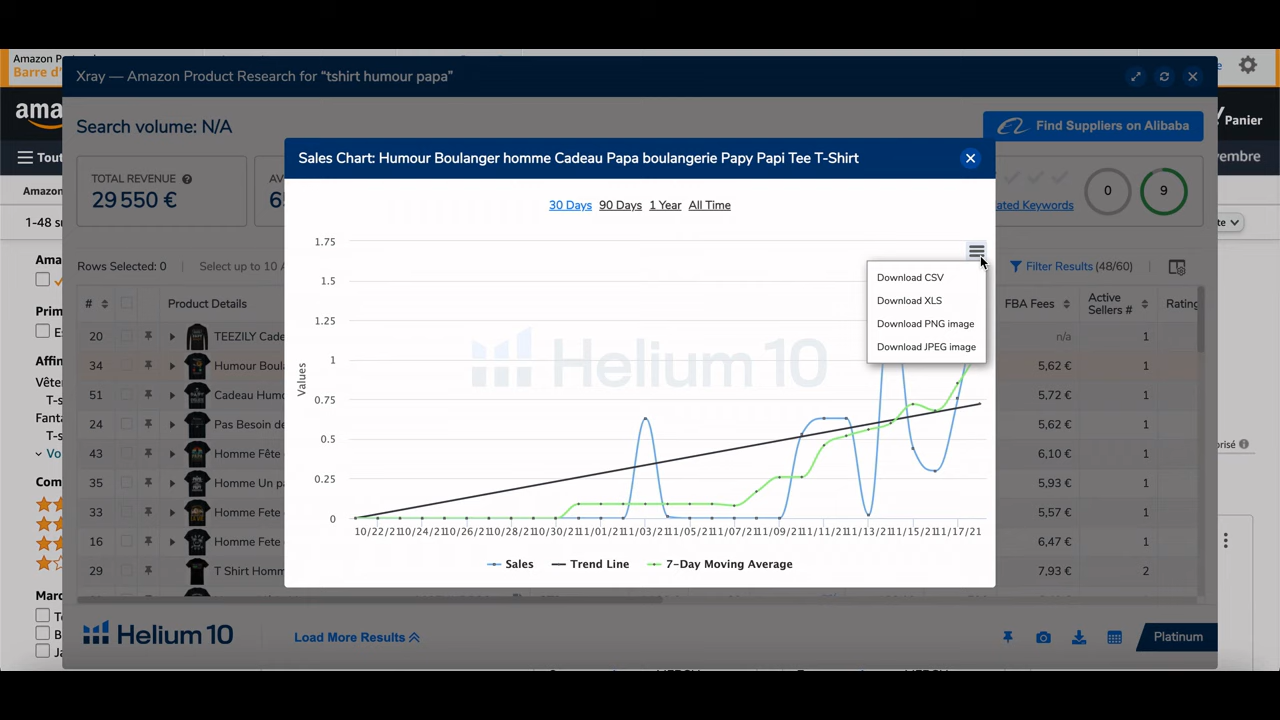 Amazon P
Barre d'
Xray — Amazon Product Research for “tshirt humour papa”
Search volume: N/A
Find Suppliers on Alibaba
Panier
Tout
Sales Chart: Humour Boulanger homme Cadeau Papa boulangerie Papy Papi Tee T-Shirt
TOTAL REVENUE
29 550 €
0
9
Amazon
ated Keywords
30 Days 90 Days 1 Year All Time
1-48 su
1.75
1.5
1.25
1
0.75
0.5
0.25
0
Values
Download CSV
Download XLS
Download PNG image
Download JPEG image
Helium 10
Rows Selected: 0
Select up to 10
Filter Results (48/60)
# Product Details
FBA Fees
Active Sellers #
Rating
20 TEEZILY Cade n/a 1
34 Humour Boula 5,62 € 1
51 Cadeau Humo 5,72 € 1
24 Pas Besoin de 5,62 € 1
43 Homme Fête 6,10 € 1
35 Homme Un pa 5,93 € 1
33 Homme Fete 5,57 € 1
16 Homme Fete 6,47 € 1
29 T Shirt Homm 7,93 € 2
10/22/21 10/24/21 10/26/21 10/28/21 10/30/21 11/01/21 11/03/21 11/05/21 11/07/21 11/09/21 11/11/21 11/13/21 11/15/21 11/17/21
Sales Trend Line 7-Day Moving Average
Helium 10
Load More Results
Platinum